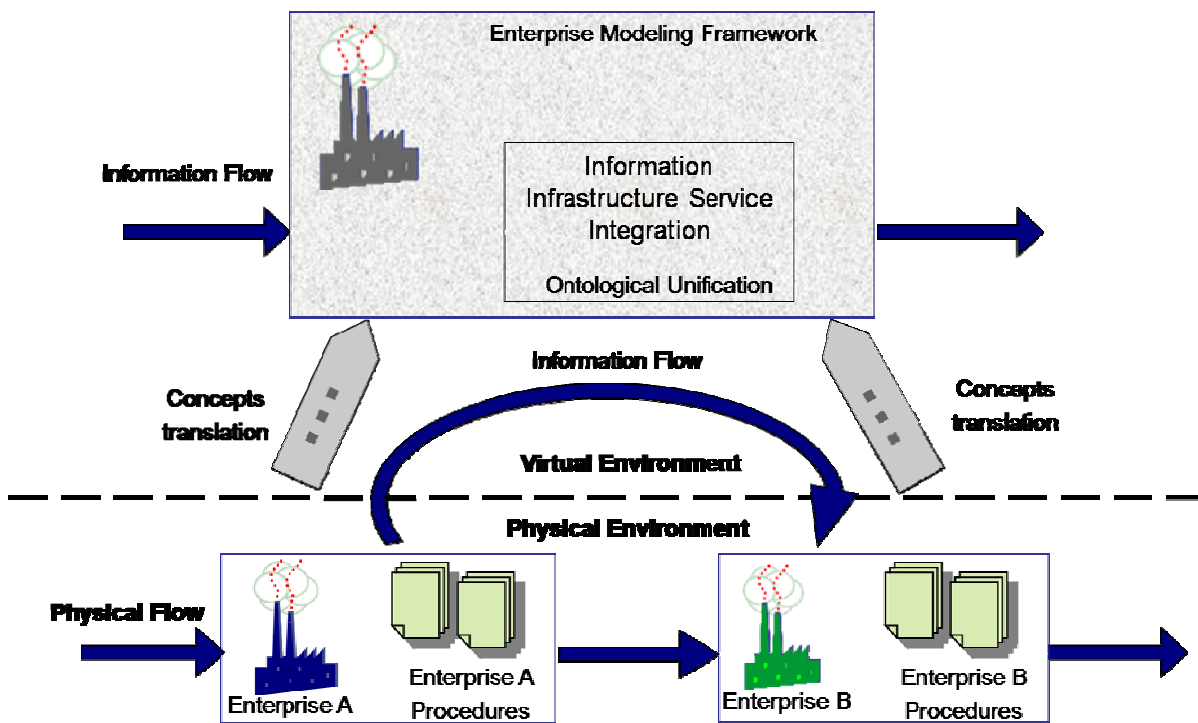 Enterprise Modeling Framework
Information Flow
Information
Infrastructure Service
Integration
Ontological Unification
Information Flow
Concepts
translation
Concepts
translation
Virtual Environment
Physical Environment
Physical Flow
Enterprise A
Enterprise A
Procedures
Enterprise B
Enterprise B
Procedures